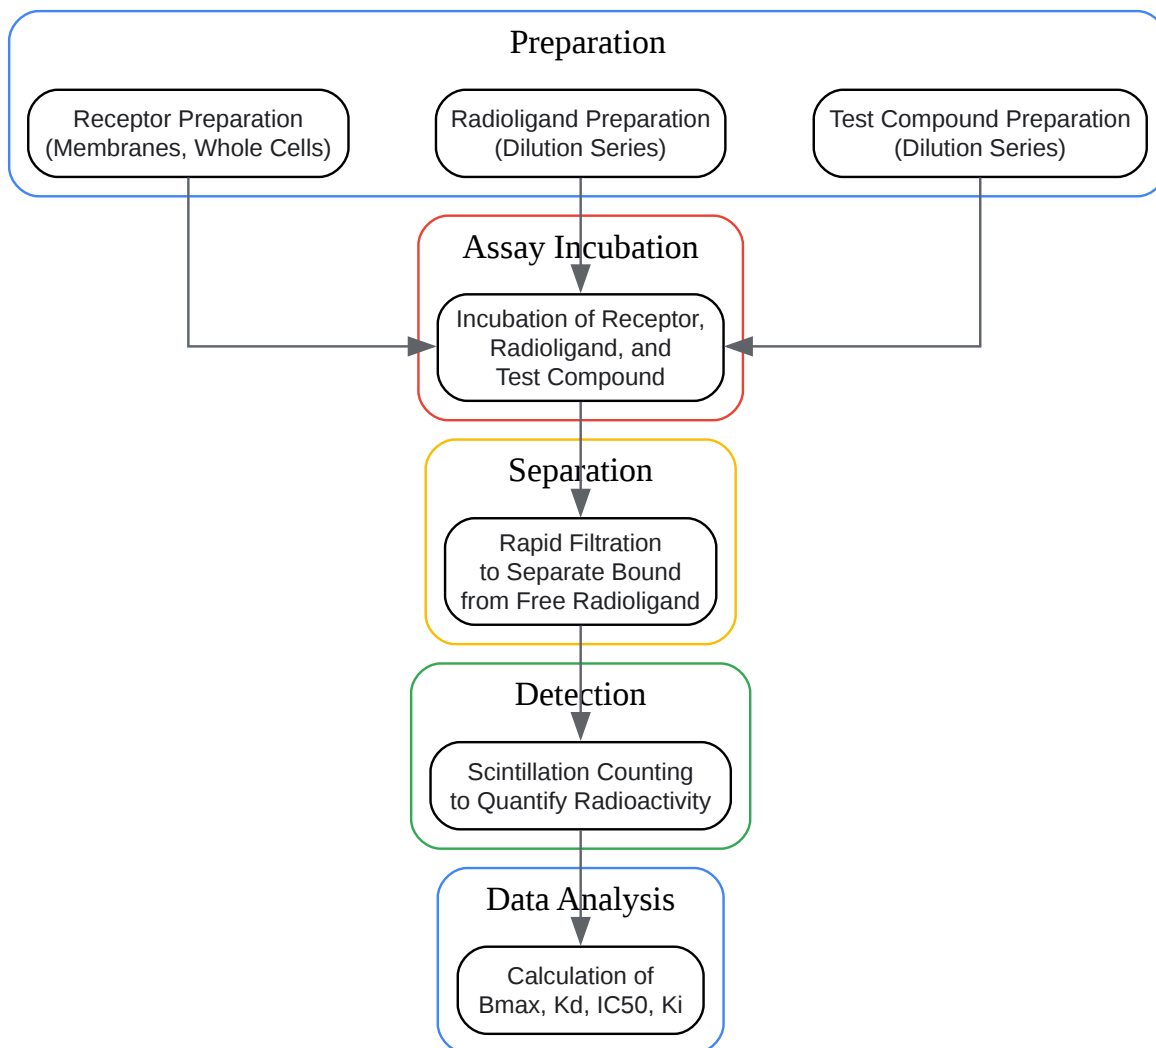 Preparation
Receptor Preparation
(Membranes, Whole Cells)
Radioligand Preparation
(Dilution Series)
Test Compound Preparation
(Dilution Series)
Assay Incubation
Incubation of Receptor,
Radioligand, and
Test Compound
Separation
Rapid Filtration
to Separate Bound
from Free Radioligand
Detection
Scintillation Counting
to Quantify Radioactivity
Data Analysis
Calculation of
Bmax, Kd, IC50, Ki